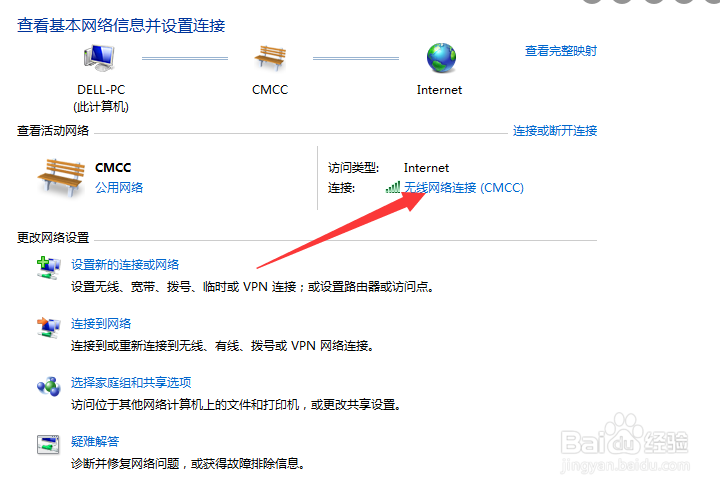 查看基本网络信息并设置连接
查看完整映射
DELL-PC
(此计算机)
CMCC
Internet
查看活动网络
连接或断开连接
CMCC
公用网络
访问类型: Internet
连接: 无线网络连接 (CMCC)
更改网络设置
设置新的连接或网络
设置无线、宽带、拨号、临时或 VPN 连接；或设置路由器或访问点。
连接到网络
连接到或重新连接到无线、有线、拨号或 VPN 网络连接。
选择家庭组和共享选项
访问位于其他网络计算机上的文件和打印机，或更改共享设置。
疑难解答
诊断并修复网络问题，或获得故障排除信息。
Baidu经验
jingyan.baidu.com